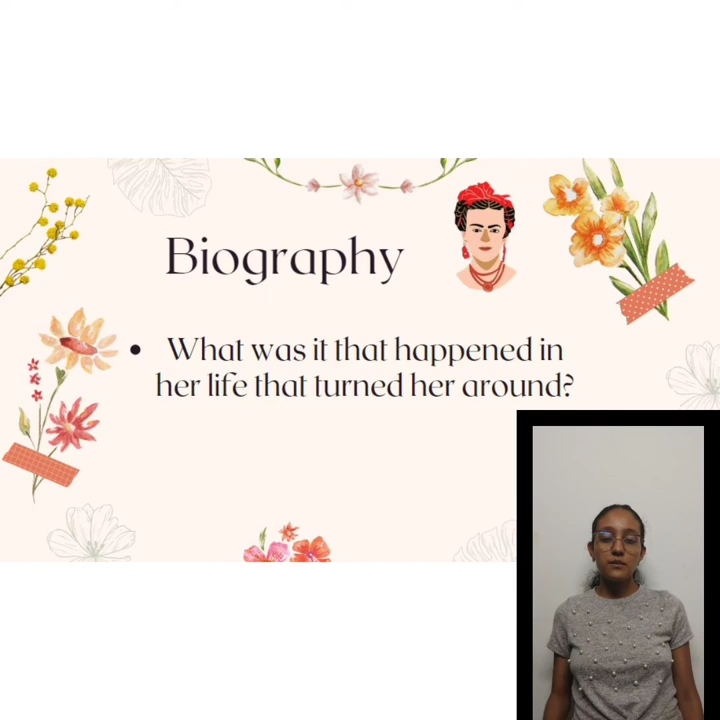 Biography
• What was it that happened in
her life that turned her around?